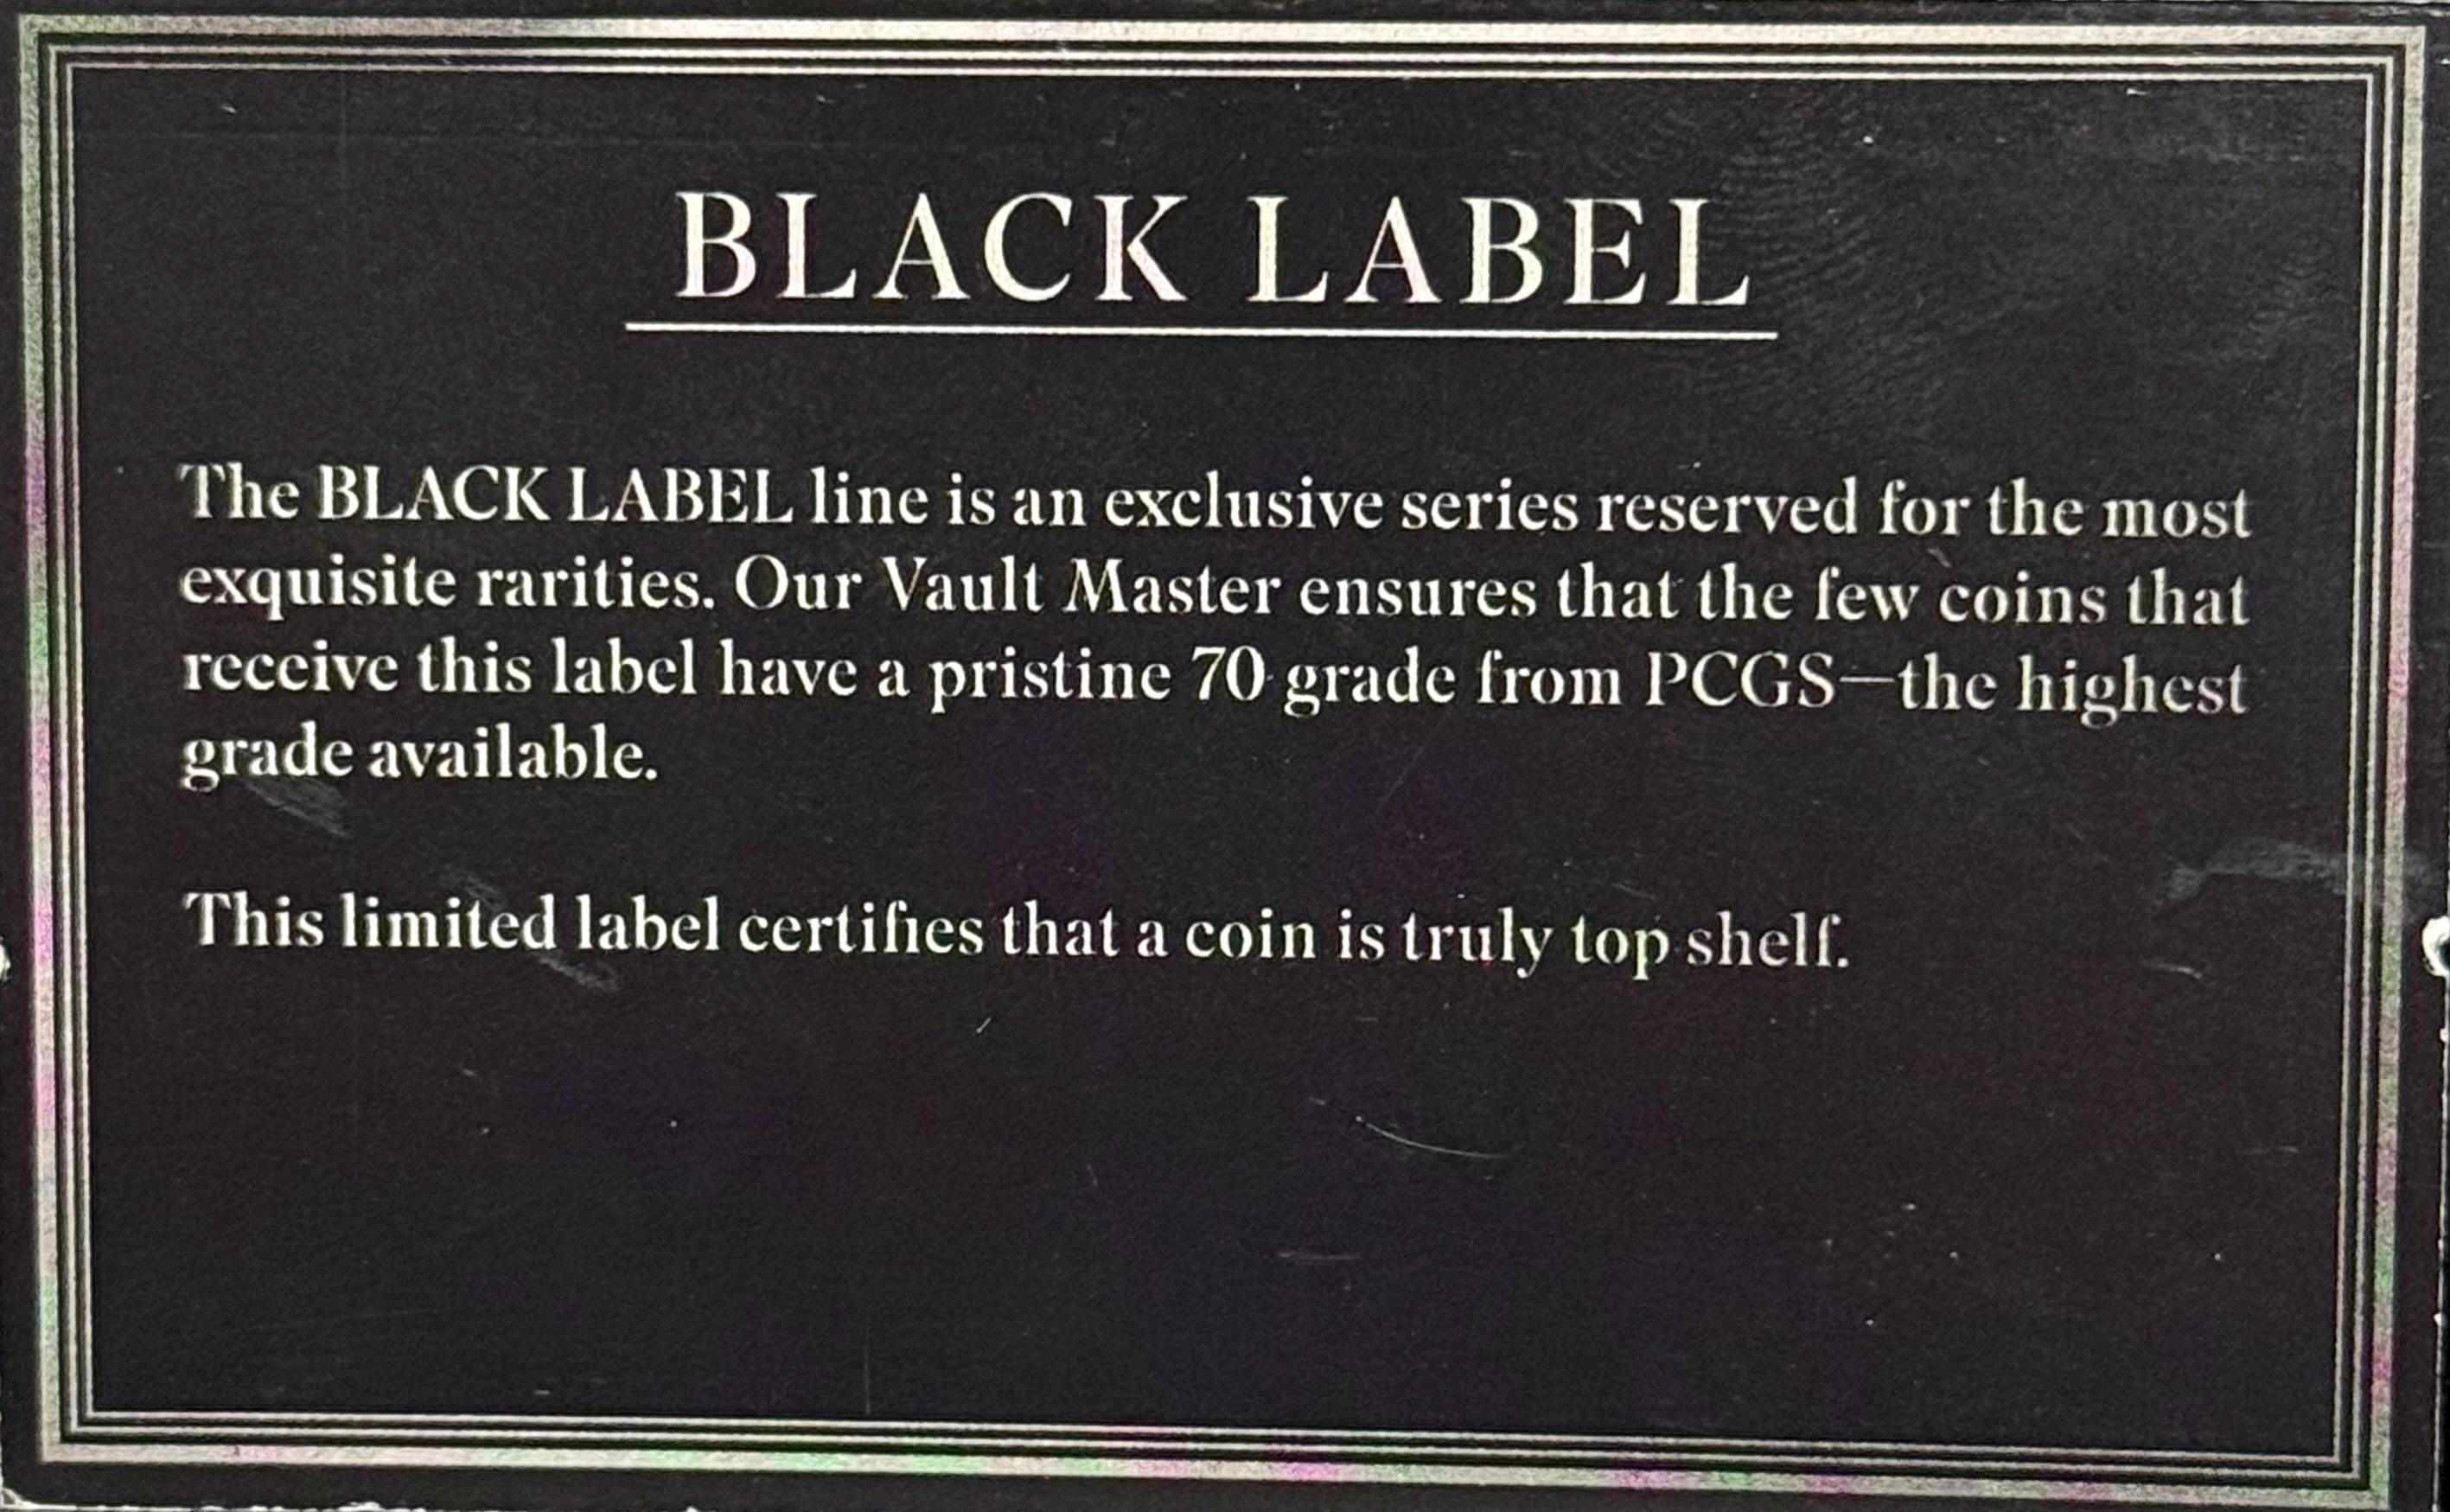 BLACK LABEL
The BLACK LABEL line is an exclusive series reserved for the most
exquisite rarities. Our Vault Master ensures that the few coins that
receive this label have a pristine 70 grade from PCGS—the highest
grade available.
This limited label certifies that a coin is truly top shelf.